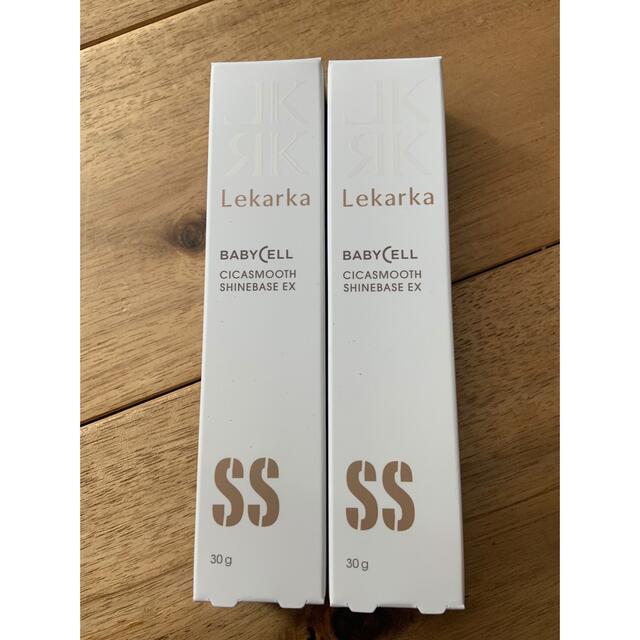 Lekarka
BABYCELL
CICASMOOTH
SHINEBASE EX
SS
30g
Lekarka
BABYCELL
CICASMOOTH
SHINEBASE EX
SS
30g